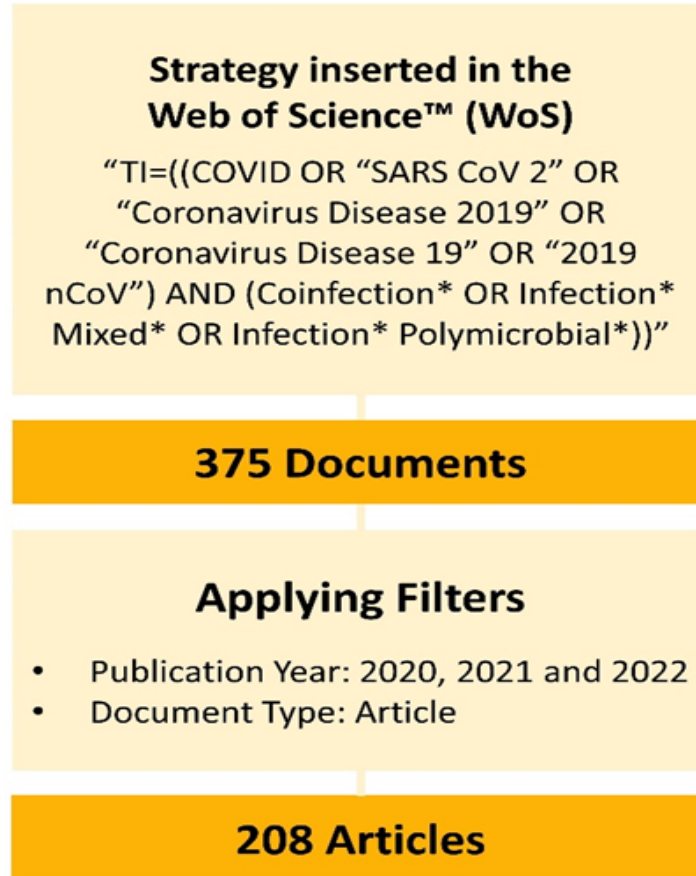 Strategy inserted in the
Web of Science™ (WoS)
“TI=((COVID OR “SARS CoV 2” OR
“Coronavirus Disease 2019” OR
“Coronavirus Disease 19” OR “2019
nCoV”) AND (Coinfection* OR Infection*
Mixed* OR Infection* Polymicrobial*))”
375 Documents
Applying Filters
• Publication Year: 2020, 2021 and 2022
• Document Type: Article
208 Articles